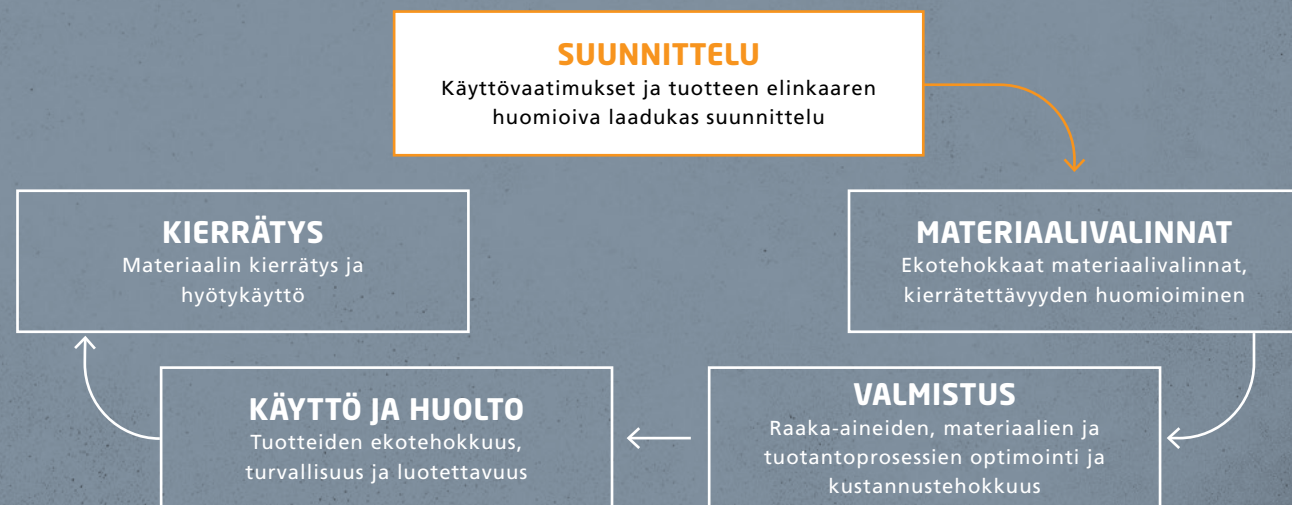 SUUNNITTELU
Käyttövaatimukset ja tuotteen elinkaaren
huomioiva laadukas suunnittelu
KIERRÄTYS
Materiaalin kierrätys ja
hyötykäyttö
MATERIAALIVALINNAT
Ekotehokkaat materiaalivalinnat,
kierrätettävyyden huomioiminen
KÄYTTÖ JA HUOLTO
Tuotteiden ekotehokkuus,
turvallisuus ja luotettavuus
VALMISTUS
Raaka-aineiden, materiaalien ja
tuotantoprosessien optimointi ja
kustannustehokkuus